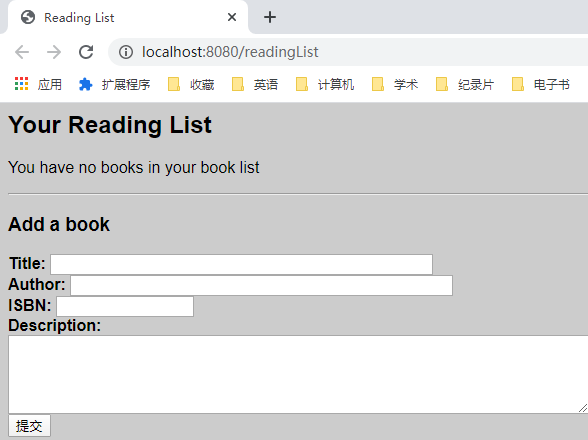 Reading List
localhost:8080/readingList
应用 扩展程序 收藏 英语 计算机 学术 纪录片 电子书
Your Reading List
You have no books in your book list
Add a book
Title:
Author:
ISBN:
Description:
提交